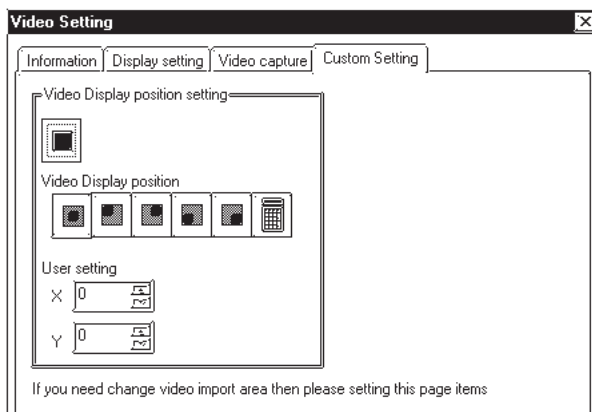 Video Setting
Information Display setting Video capture Custom Setting
Video Display position setting
Video Display position
User setting
X 0
Y 0
If you need change video import area then please setting this page items